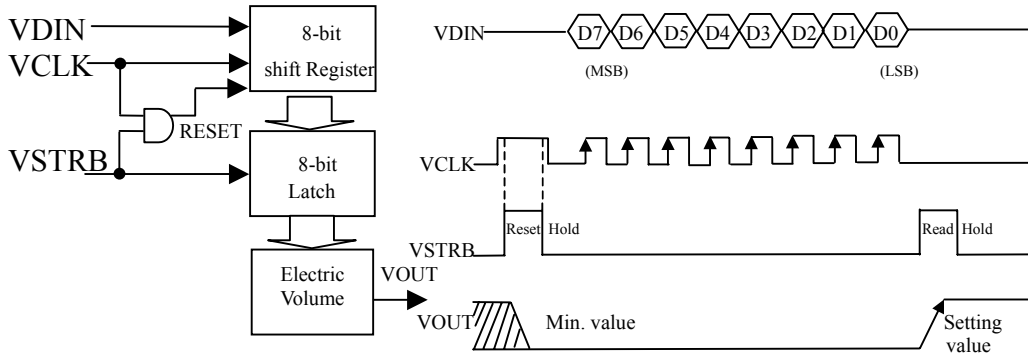 VDIN
VCLK
VSTRB
RESET
8-bit
shift Register
8-bit
Latch
Electric
Volume
VOUT
VDIN
D7 D6 D5 D4 D3 D2 D1 D0
(MSB) (LSB)
VCLK
VSTRB
Reset Hold Read Hold
VOUT
Min. value
Setting
value